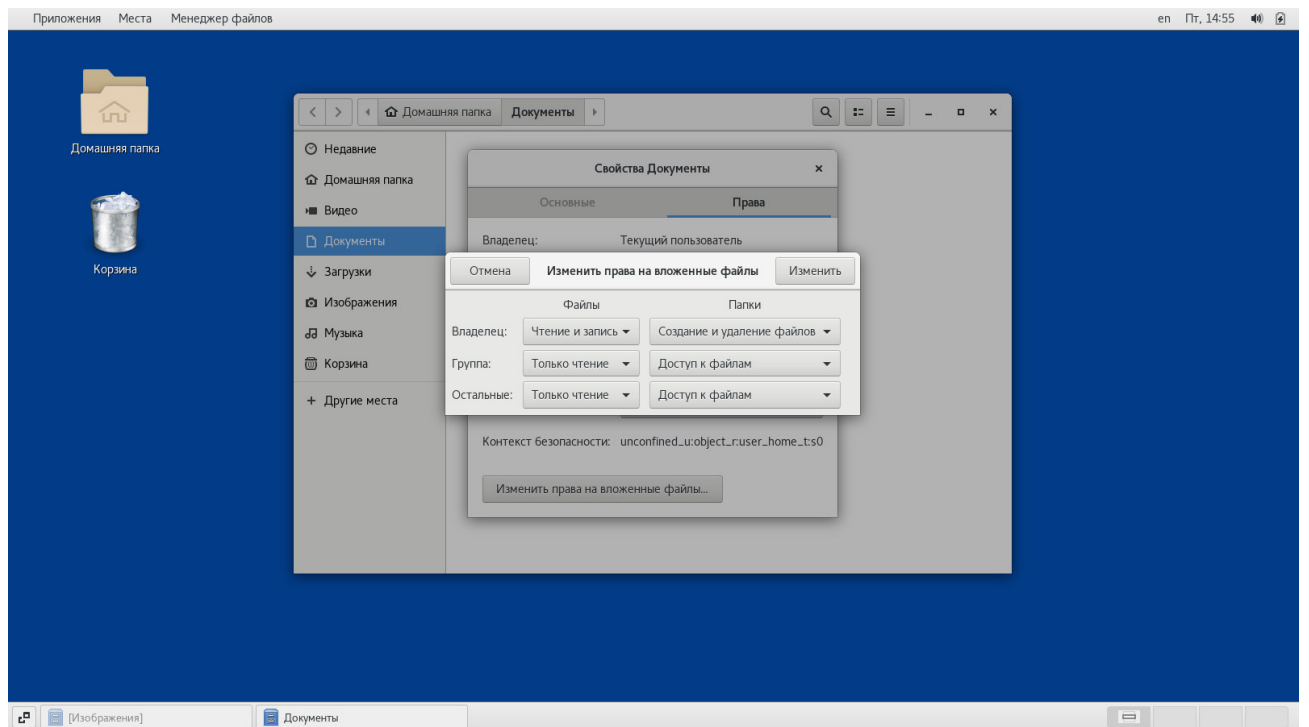 Приложения Места Менеджер файлов en Пт, 14:55
Домашняя папка
Корзина
Домашняя папка Документы
Недавние
Домашняя папка
Видео
Документы
Загрузки
Изображения
Музыка
Корзина
+ Другие места
Свойства Документы
Основные Права
Владелец: Текущий пользователь
Отмена Изменить права на вложенные файлы Изменить
Файлы Папки
Владелец: Чтение и запись Создание и удаление файлов
Группа: Только чтение Доступ к файлам
Остальные: Только чтение Доступ к файлам
Контекст безопасности: unconfined_u:object_r:user_home_t:s0
Изменить права на вложенные файлы...
[Изображения] Документы